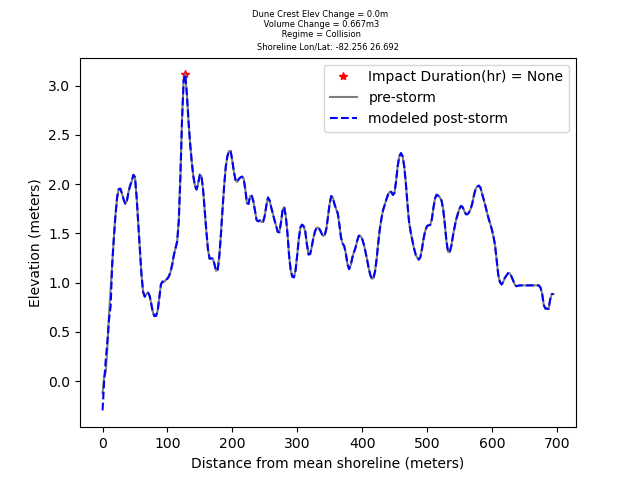 Dune Crest Elev Change = 0.0m
Volume Change = 0.667m3
Regime = Collision
Shoreline Lon/Lat: -82.256 26.692
Impact Duration(hr) = None
pre-storm
modeled post-storm
Elevation (meters)
3.0
2.5
2.0
1.5
1.0
0.5
0.0
0 100 200 300 400 500 600 700
Distance from mean shoreline (meters)